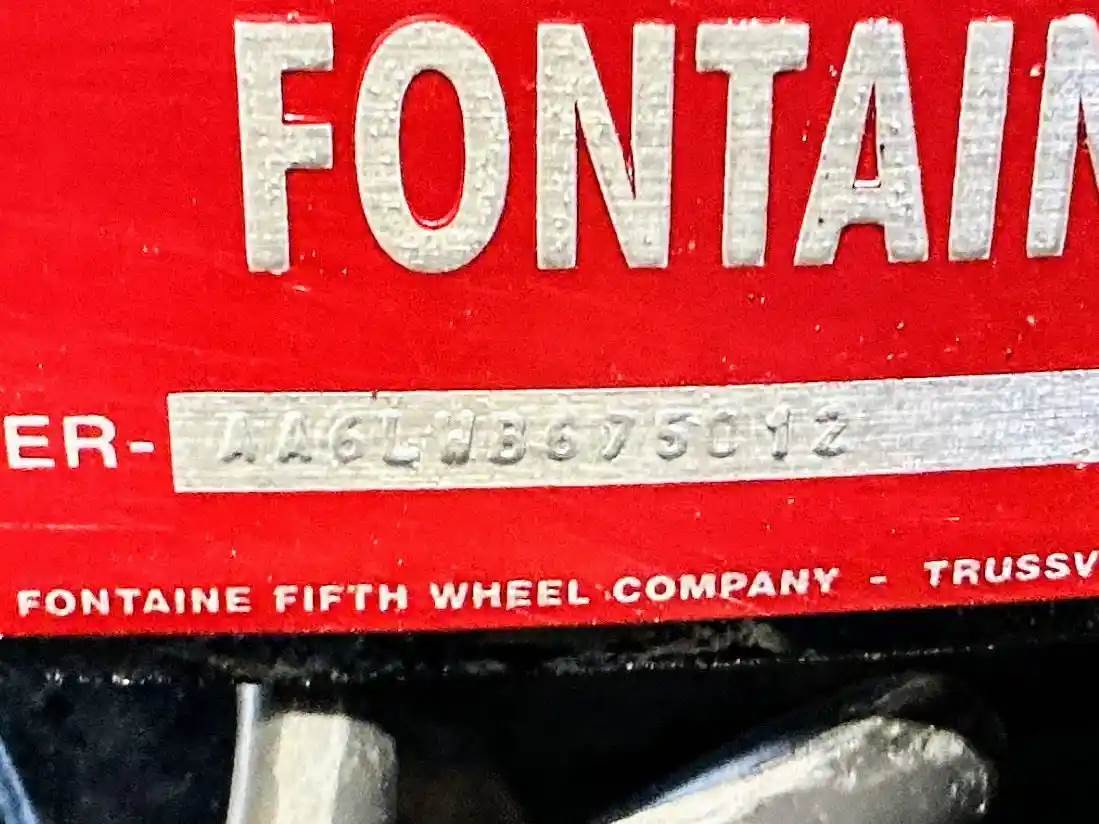 FONTAIN
ER- AA6LWB675012
FONTAINE FIFTH WHEEL COMPANY - TRUSSV